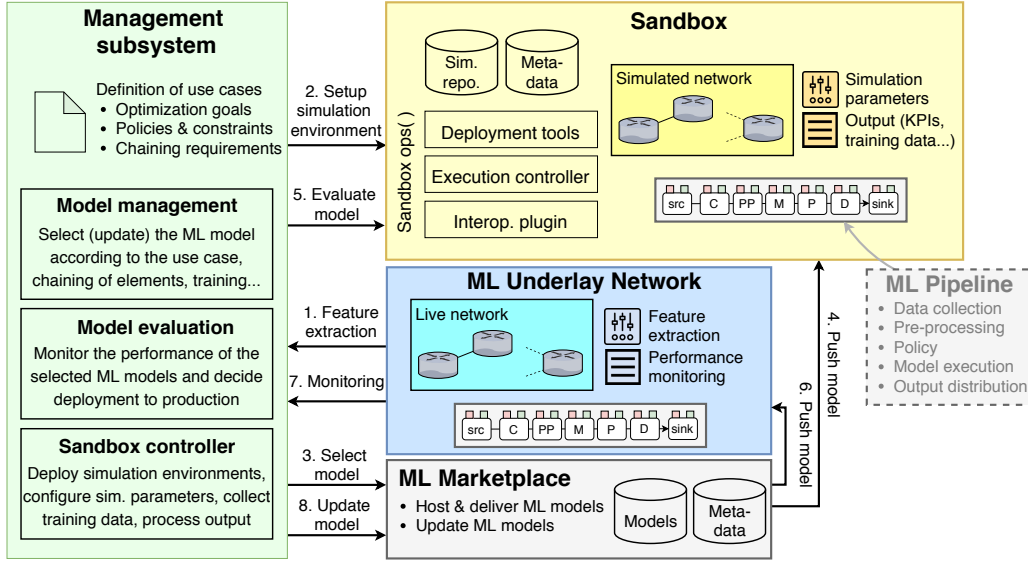 Management
subsystem
Definition of use cases
• Optimization goals
• Policies & constraints
• Chaining requirements
Model management
Select (update) the ML model
according to the use case,
chaining of elements, training...
Model evaluation
Monitor the performance of the
selected ML models and decide
deployment to production
Sandbox controller
Deploy simulation environments,
configure sim. parameters, collect
training data, process output
2. Setup
simulation
environment
5. Evaluate
model
1. Feature
extraction
7. Monitoring
3. Select
model
8. Update
model
Sandbox
Sandbox ops( )
Sim.
repo.
Meta-
data
Deployment tools
Execution controller
Interop. plugin
Simulated network
Simulation
parameters
Output (KPIs,
training data...)
src C PP M P D sink
ML Underlay Network
Live network
Feature
extraction
Performance
monitoring
src C PP M P D sink
ML Marketplace
• Host & deliver ML models
• Update ML models
Models
Meta-
data
6. Push model
4. Push model
ML Pipeline
• Data collection
• Pre-processing
• Policy
• Model execution
• Output distribution